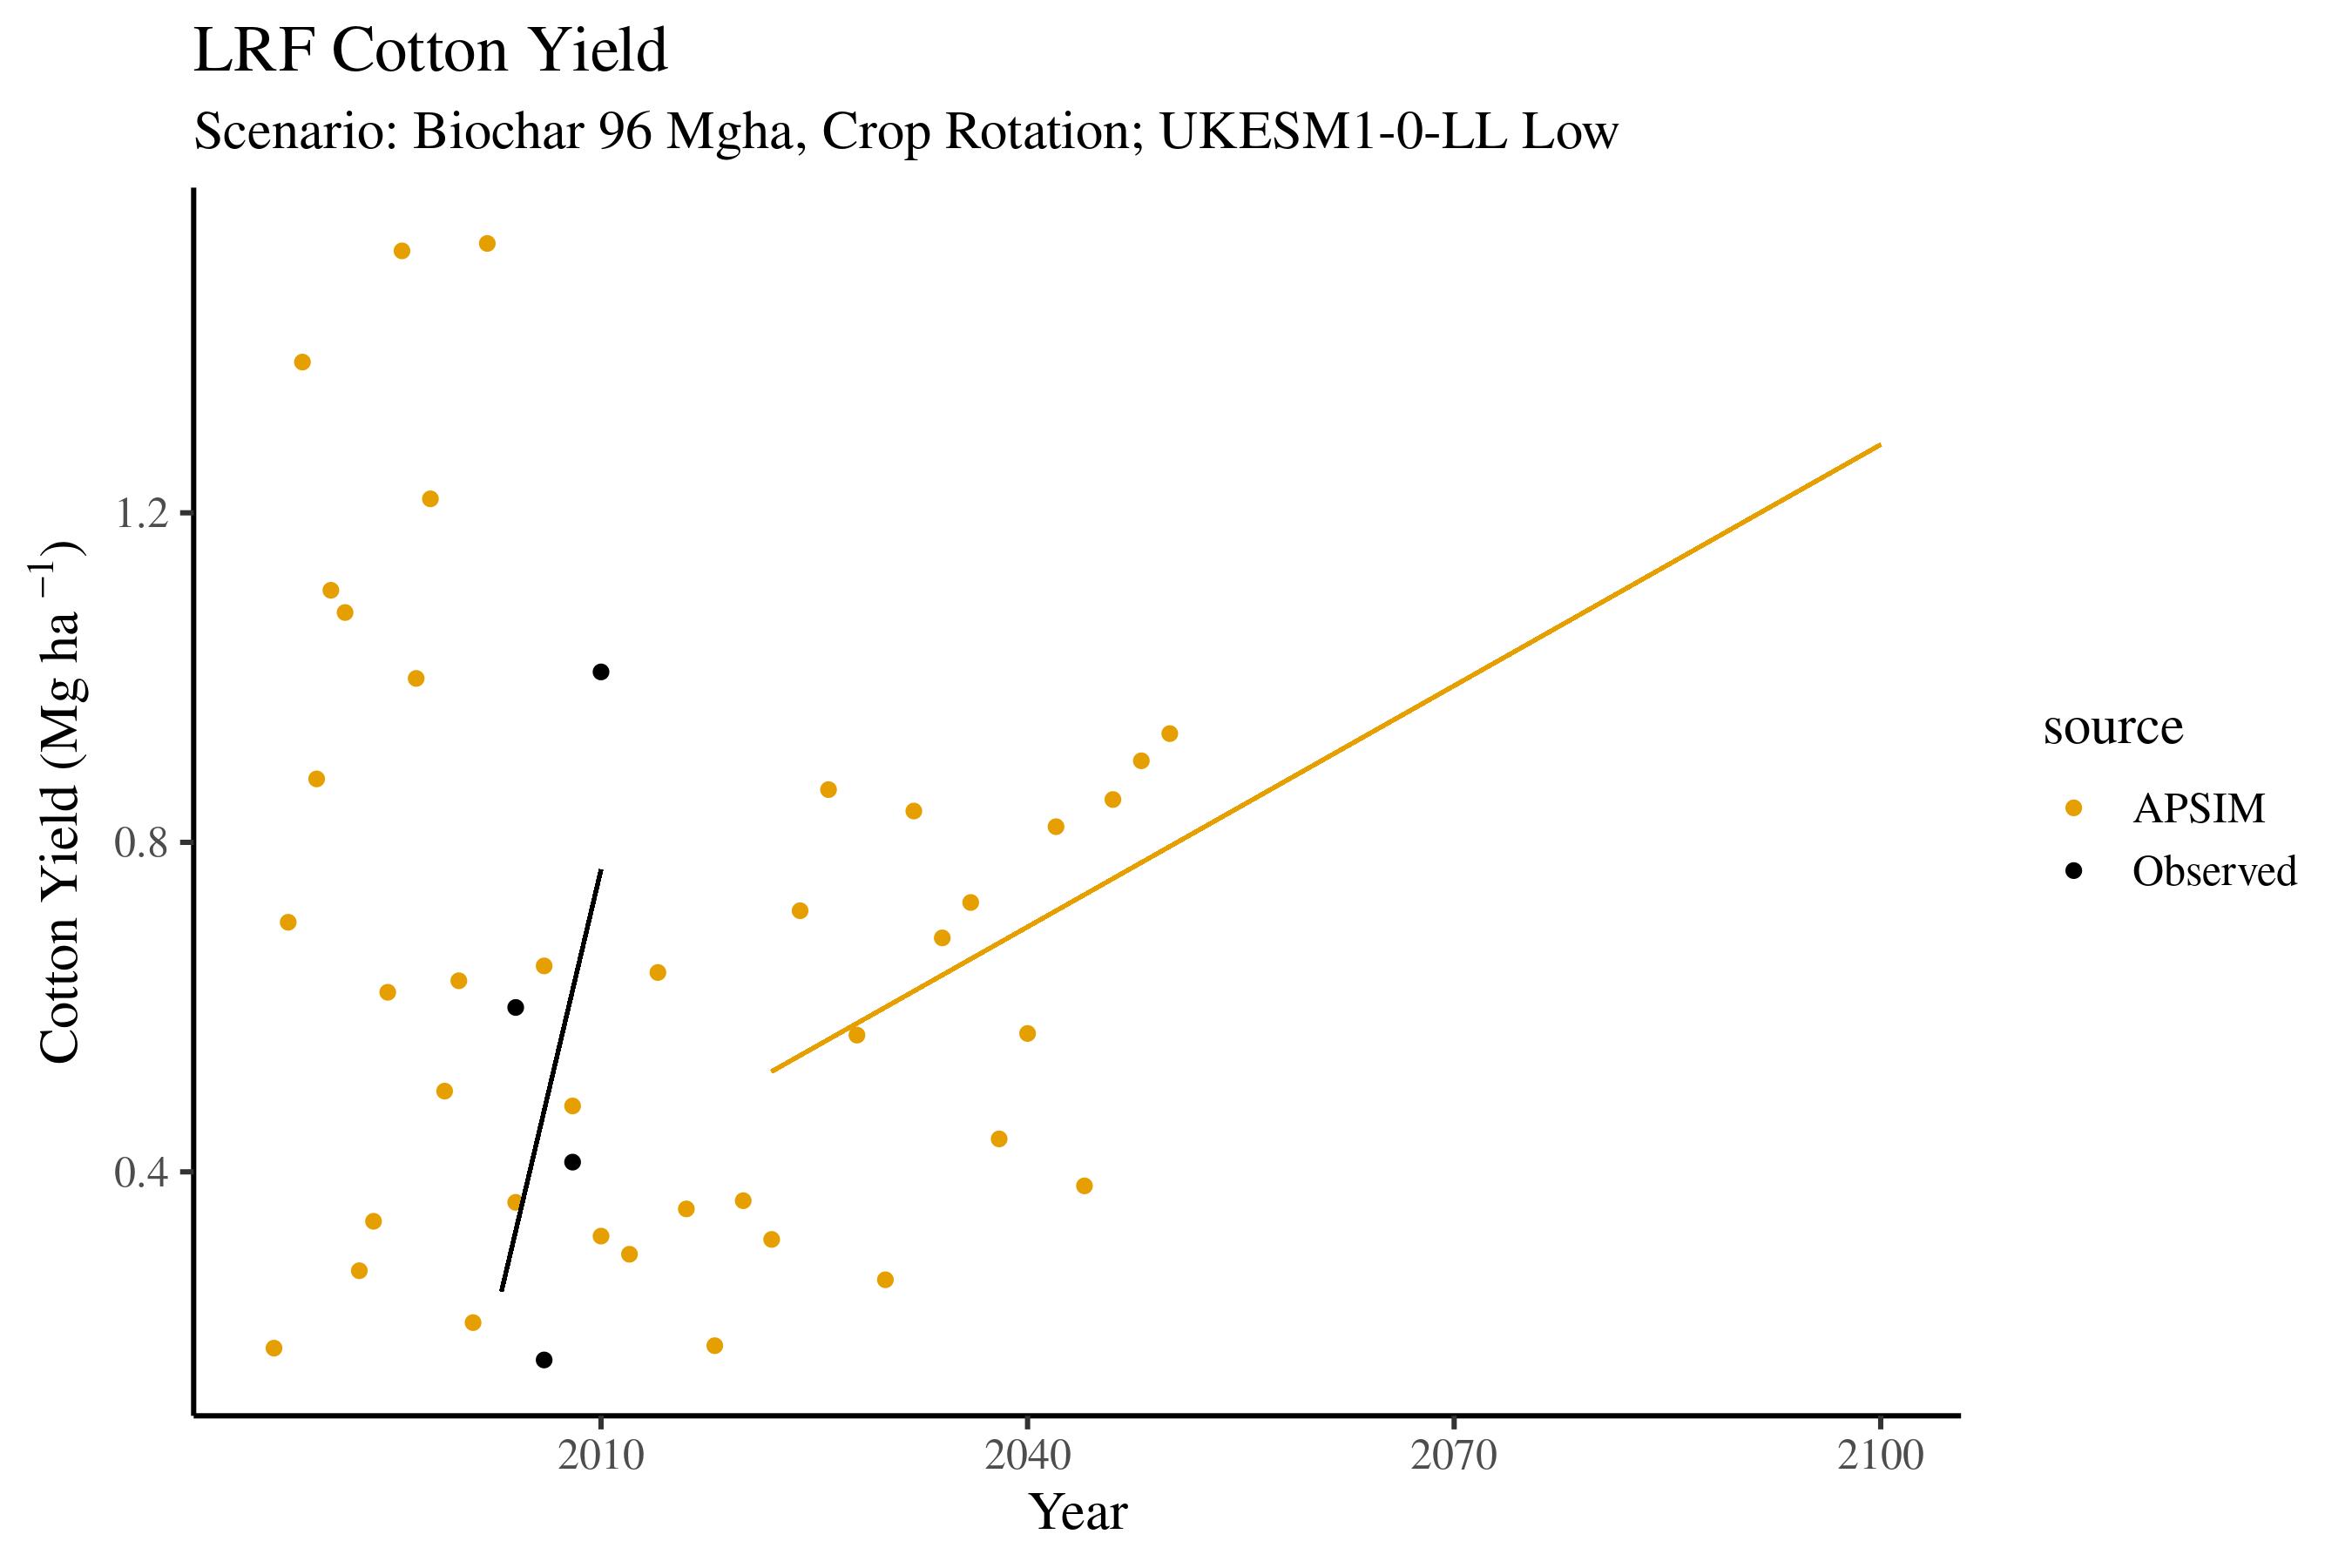 LRF Cotton Yield
Scenario: Biochar 96 Mgha, Crop Rotation; UKESM1-0-LL Low
Cotton Yield (Mg ha⁻¹)
1.2
0.8
0.4
2010
2040
2070
2100
Year
source
APSIM
Observed